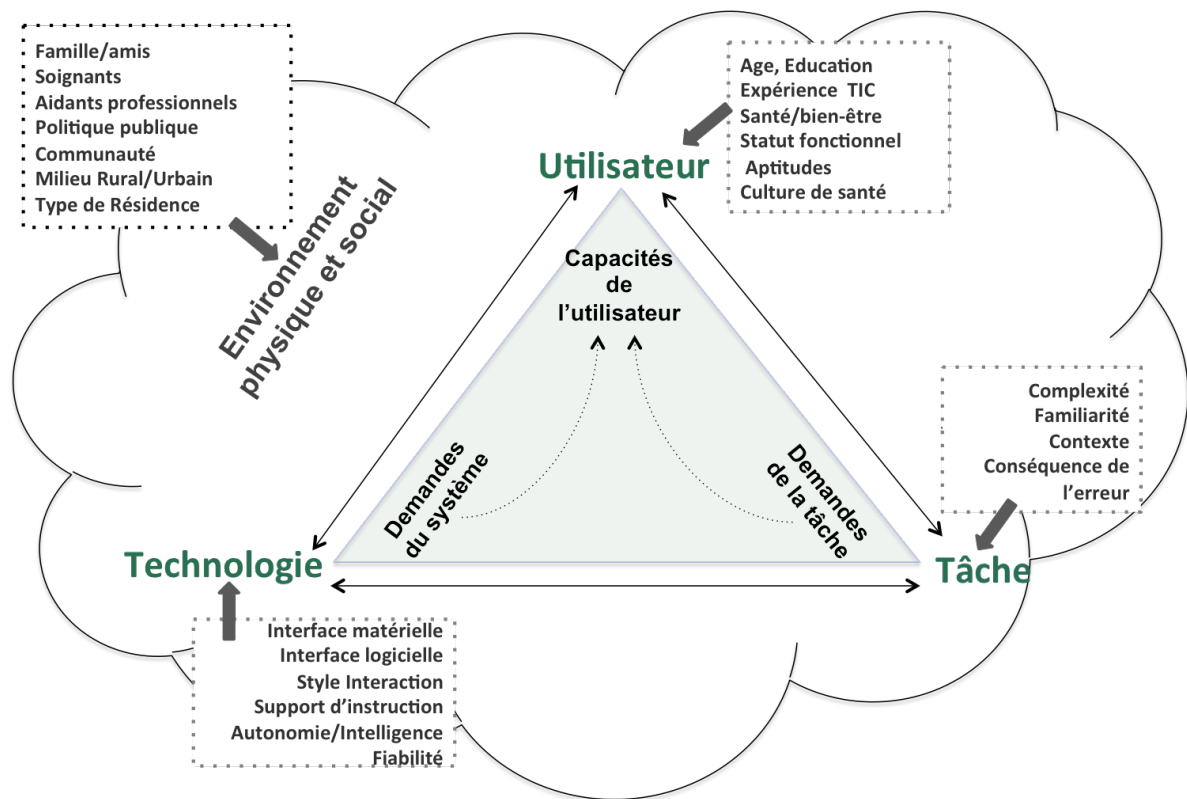 Famille/amis
Soignants
Aidants professionnels
Politique publique
Communauté
Milieu Rural/Urbain
Type de Résidence
Environnement
physique et social
Age, Education
Expérience TIC
Santé/bien-être
Statut fonctionnel
Aptitudes
Culture de santé
Utilisateur
Capacités
de
l'utilisateur
Complexité
Familiarité
Contexte
Conséquence de
l'erreur
Demandes
du système
Demandes
de la tâche
Technologie
Tâche
Interface matérielle
Interface logicielle
Style Interaction
Support d'instruction
Autonomie/Intelligence
Fiabilité